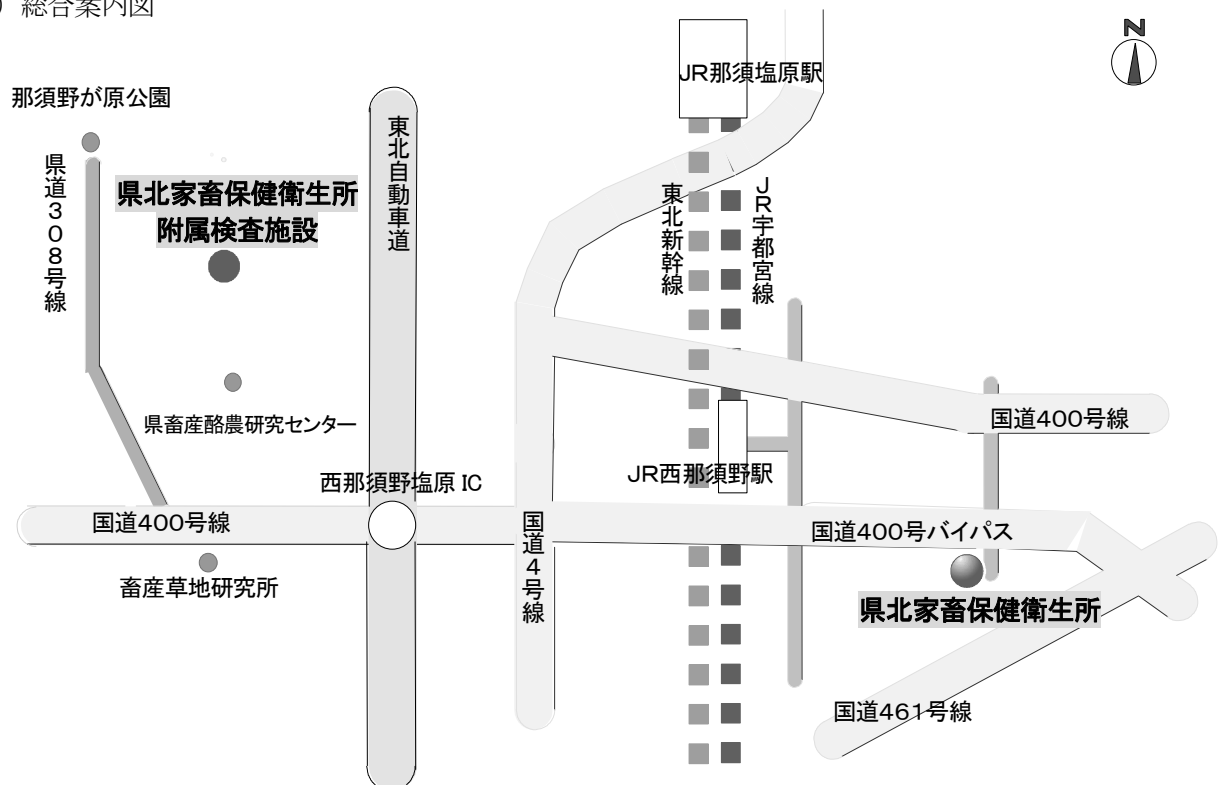 ) 総合案内図
N
JR那須塩原駅
那須野が原公園
東北自動車道
県道308号線
県北家畜保健衛生所
附属検査施設
東北新幹線
JR宇都宮線
県畜産酪農研究センター
国道400号線
西那須野塩原 IC
JR西那須野駅
国道400号線
国道4号線
国道400号バイパス
畜産草地研究所
県北家畜保健衛生所
国道461号線